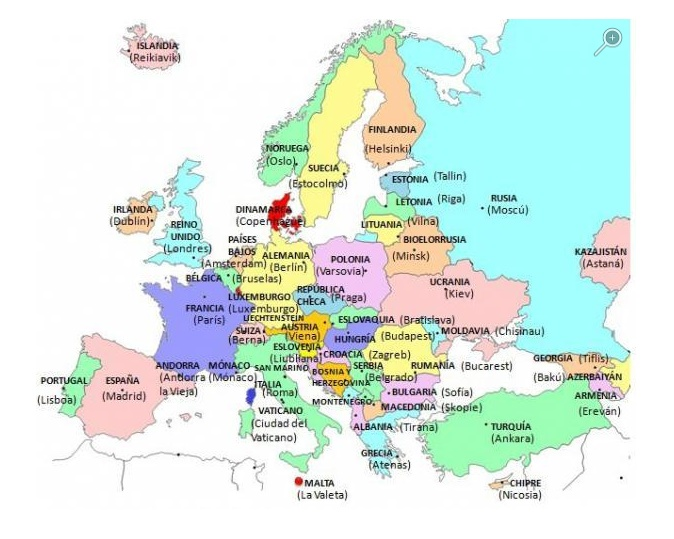 ISLANDIA
(Reikiavik)
FINLANDIA
(Helsinki)
NORUEGA
(Oslo)
SUECIA
(Estocolmo)
ESTONIA (Tallin)
LETONIA (Riga)
RUSIA
(Moscú)
IRLANDA
(Dublín)
DINAMARCA
(Copenhague)
LITUANIA (Vilna)
REINO
UNIDO
(Londres)
PAÍSES
BAJOS
(Amsterdam)
ALEMANIA
(Berlín)
POLONIA
(Varsovia)
BIOELORRUSIA
(Minsk)
KAZAJISTÁN
(Astaná)
BÉLGICA (Bruselas)
UCRANIA
(Kiev)
LUXEMBURGO
(Luxemburgo)
REPÚBLICA
CHECA (Praga)
FRANCIA
(París)
LIECHTENSTEIN
ESLOVAQUIA (Bratislava)
SUIZA
(Berna)
AUSTRIA
(Viena)
HUNGRÍA (Budapest)
MOLDAVIA (Chisinau)
ESLOVENIA
(Liubliana)
CROACIA (Zagreb)
RUMANÍA (Bucarest)
GEORGIA (Tiflis)
ANDORRA
(Andorra
la Vieja)
MÓNACO
(Mónaco)
SAN MARINO
BOSNIA Y
HERZEGOVINA
SERBIA
(Belgrado)
(Bakú) AZERBAIYÁN
PORTUGAL
(Lisboa)
ESPAÑA
(Madrid)
ITALIA
(Roma)
BULGARIA (Sofía)
ARMENIA
(Ereván)
MONTENEGRO
MACEDONIA (Skopie)
VATICANO
(Ciudad del
Vaticano)
ALBANIA (Tirana)
TURQUÍA
(Ankara)
GRECIA
(Atenas)
MALTA
(La Valeta)
CHIPRE
(Nicosia)